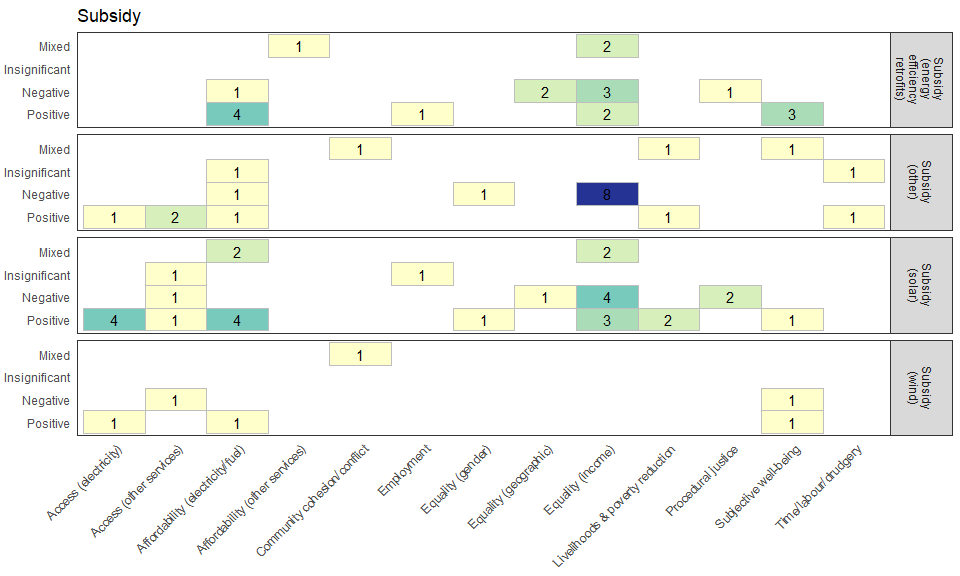 Subsidy
Mixed 1 2
Insignificant
Negative 1 2 3 1
Positive 4 1 2 3
Subsidy
(energy
efficiency
retrofits)
Mixed 1 1 1
Insignificant 1 1
Negative 1 1 8
Positive 1 2 1 1 1
Subsidy
(other)
Mixed 2 2
Insignificant 1 1
Negative 1 1 4 2
Positive 4 1 4 1 3 2 1
Subsidy
(solar)
Mixed 1
Insignificant
Negative 1 1
Positive 1 1 1
Subsidy
(wind)
Access (electricity)
Access (other services)
Affordability (electricity/fuel)
Affordability (other services)
Community cohesion/conflict
Employment
Equality (gender)
Equality (geographic)
Equality (income)
Livelihoods & poverty reduction
Procedural justice
Subjective well-being
Time/labour/drudgery